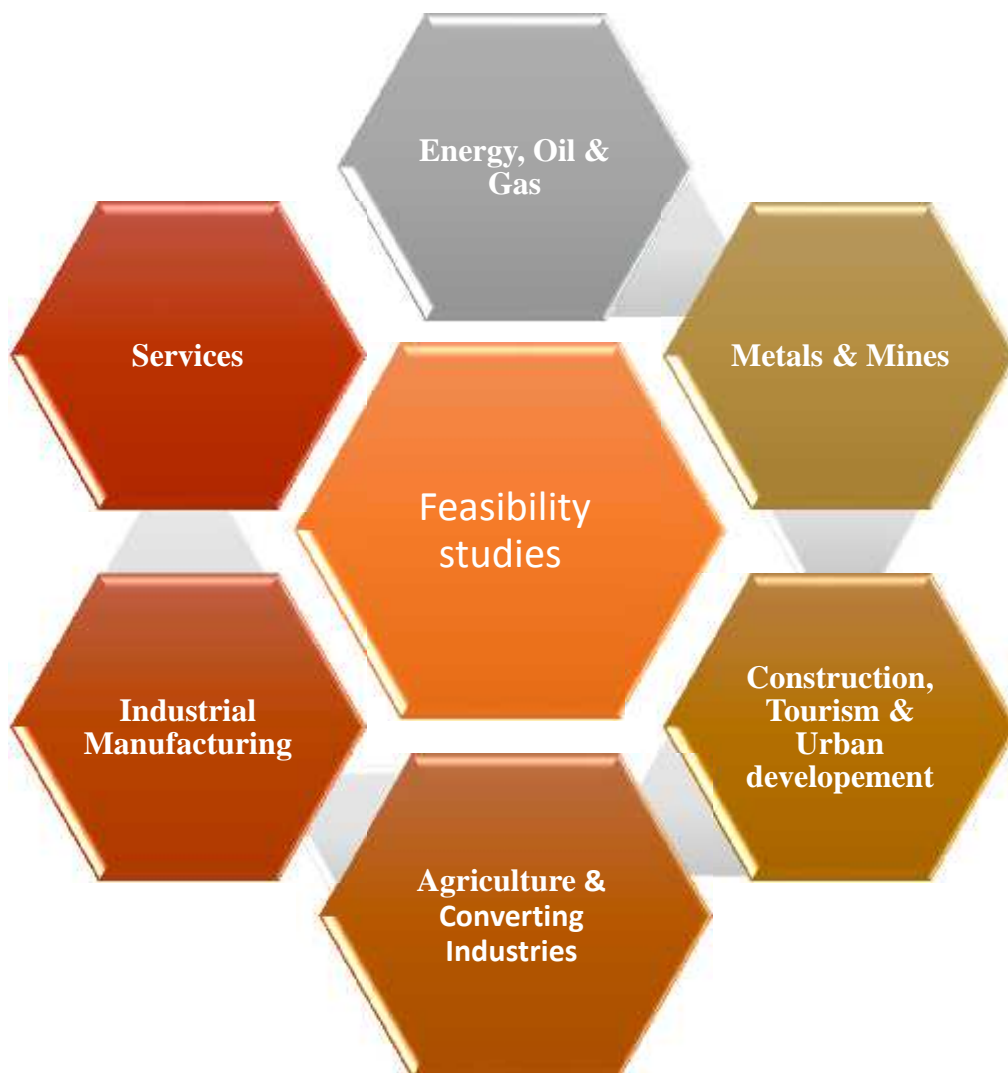 Energy, Oil &
Gas
Services
Metals & Mines
Feasibility
studies
Industrial
Manufacturing
Construction,
Tourism &
Urban
developement
Agriculture &
Converting
Industries